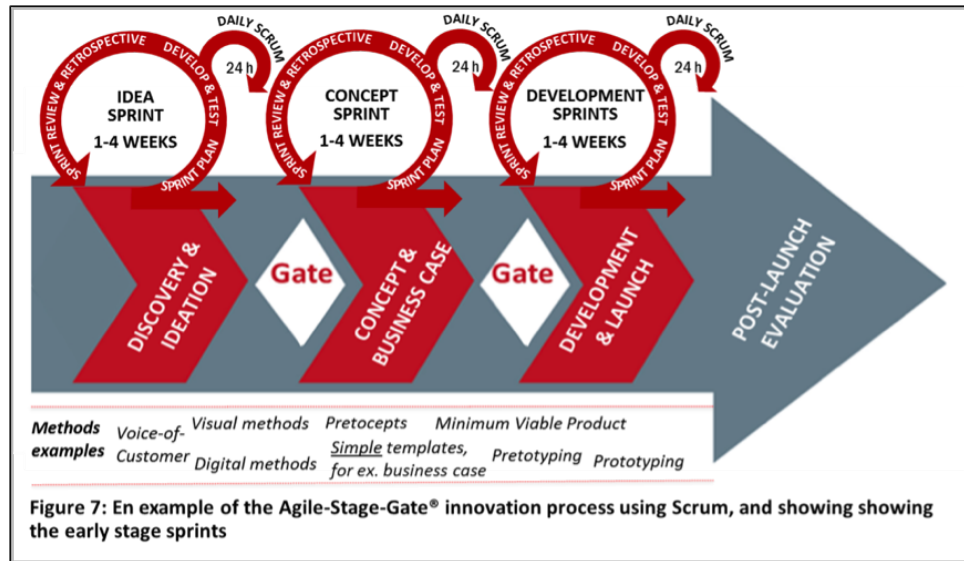 SPRINT REVIEW & RETROSPECTIVE
DEVELOP & TEST
SPRINT PLAN
DAILY SCRUM
24 h
IDEA
SPRINT
1-4 WEEKS
SPRINT REVIEW & RETROSPECTIVE
DEVELOP & TEST
SPRINT PLAN
DAILY SCRUM
24 h
CONCEPT
SPRINT
1-4 WEEKS
SPRINT REVIEW & RETROSPECTIVE
DEVELOP & TEST
SPRINT PLAN
DAILY SCRUM
24 h
DEVELOPMENT
SPRINTS
1-4 WEEKS
DISCOVERY &
IDEATION
Gate
CONCEPT &
BUSINESS CASE
Gate
DEVELOPMENT
& LAUNCH
POST-LAUNCH
EVALUATION
Methods
examples
Voice-of-
Customer
Visual methods
Digital methods
Pretocepts
Simple templates,
for ex. business case
Minimum Viable Product
Pretotyping
Prototyping
Figure 7: En example of the Agile-Stage-Gate® innovation process using Scrum, and showing showing
the early stage sprints